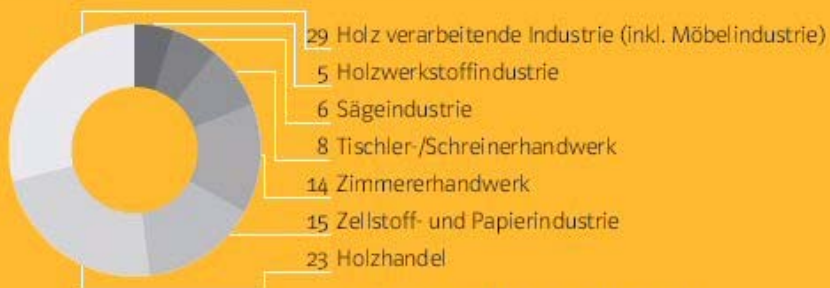 29 Holz verarbeitende Industrie (inkl. Möbelindustrie)
5 Holzwerkstoffindustrie
6 Sägeindustrie
8 Tischler-/Schreinerhandwerk
14 Zimmererhandwerk
15 Zellstoff- und Papierindustrie
23 Holzhandel